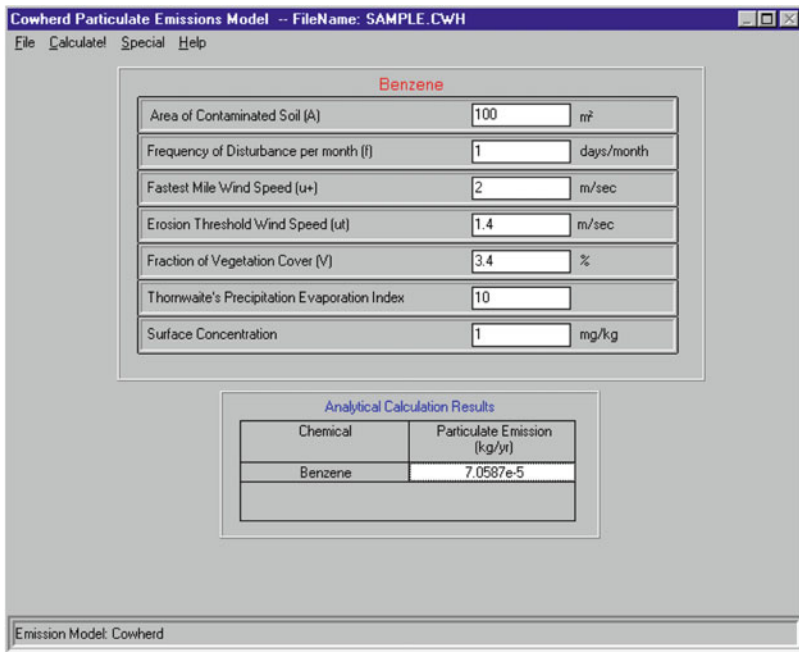 Cowherd Particulate Emissions Model -- FileName: SAMPLE.CWH
File Calculate! Special Help
Benzene
Area of Contaminated Soil (A) 100 m²
Frequency of Disturbance per month (f) 1 days/month
Fastest Mile Wind Speed (u+) 2 m/sec
Erosion Threshold Wind Speed (ut) 1.4 m/sec
Fraction of Vegetation Cover (V) 3.4 %
Thornwaite's Precipitation Evaporation Index 10
Surface Concentration 1 mg/kg
Analytical Calculation Results
Chemical Particulate Emission
(kg/yr)
Benzene 7.0587e-5
Emission Model: Cowherd